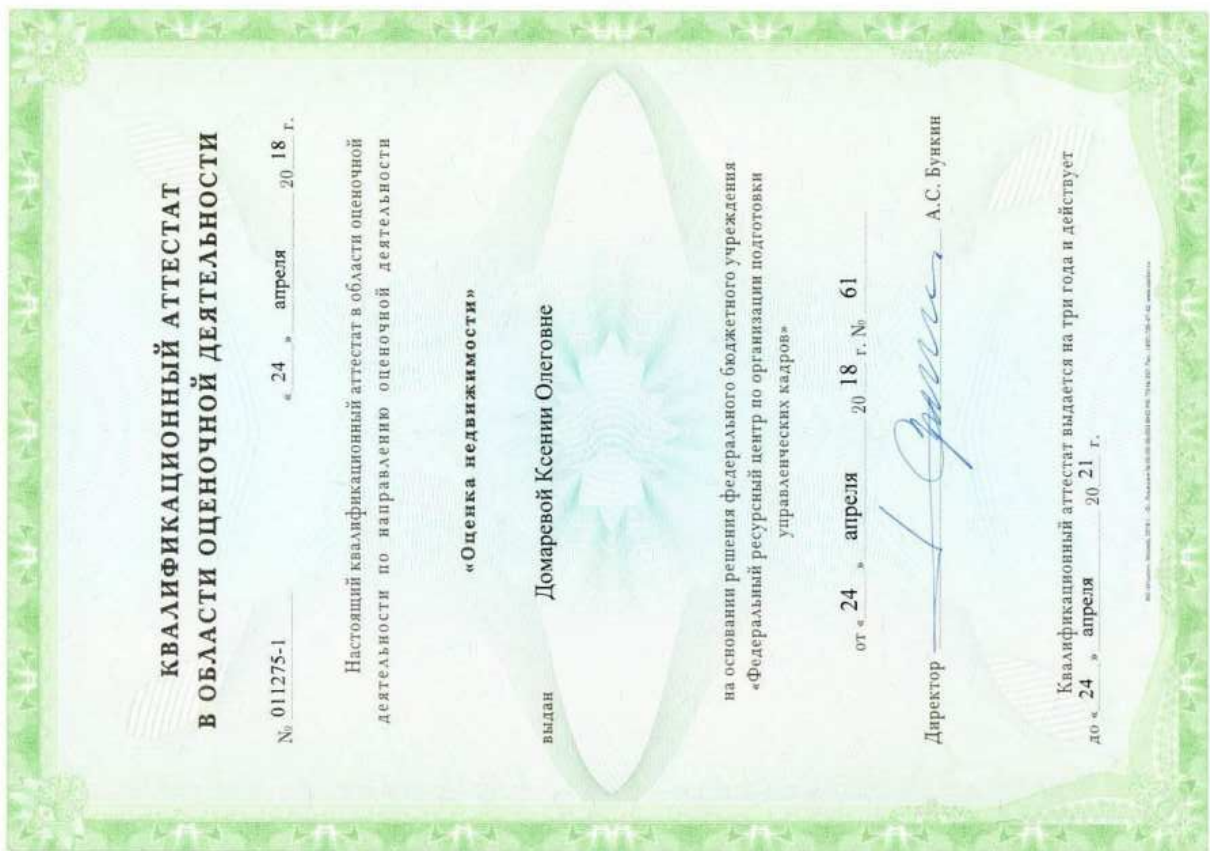 КВАЛИФИКАЦИОННЫЙ АТТЕСТАТ
В ОБЛАСТИ ОЦЕНОЧНОЙ ДЕЯТЕЛЬНОСТИ
№ 011275-1 « 24 » апреля 20 18 г.
Настоящий квалификационный аттестат в области оценочной
деятельности по направлению оценочной деятельности
«Оценка недвижимости»
выдан Домаревой Ксении Олеговне
на основании решения федерального бюджетного учреждения
«Федеральный ресурсный центр по организации подготовки
управленческих кадров»
от « 24 » апреля 20 18 г. № 61
Директор А.С. Бункин
Квалификационный аттестат выдается на три года и действует
до « 24 » апреля 20 21 г.